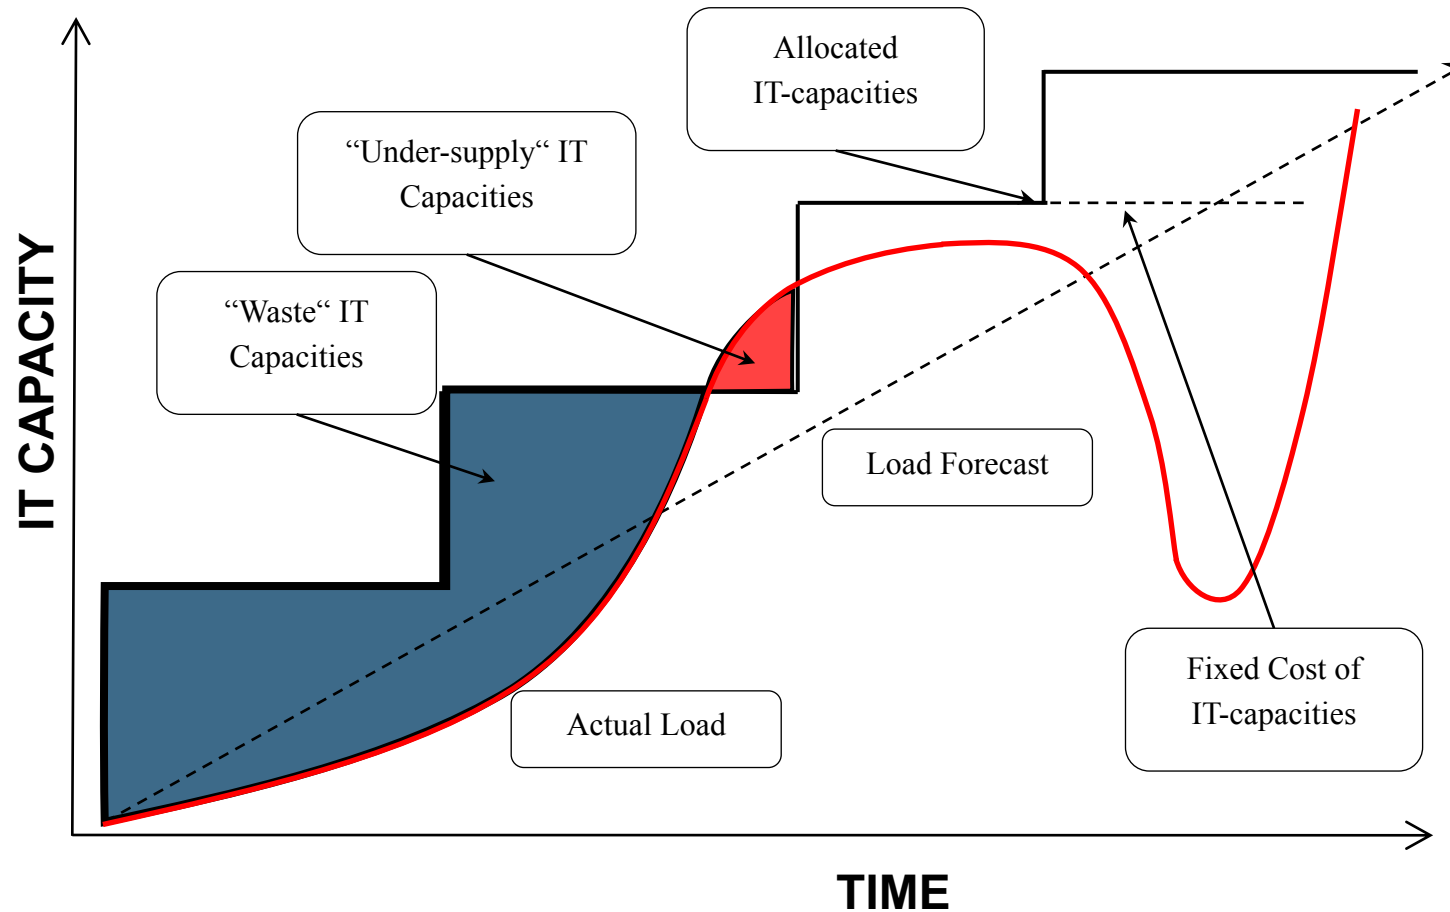 Allocated
IT-capacities
“Under-supply“ IT
Capacities
“Waste“ IT
Capacities
IT CAPACITY
Load Forecast
Actual Load
Fixed Cost of
IT-capacities
TIME